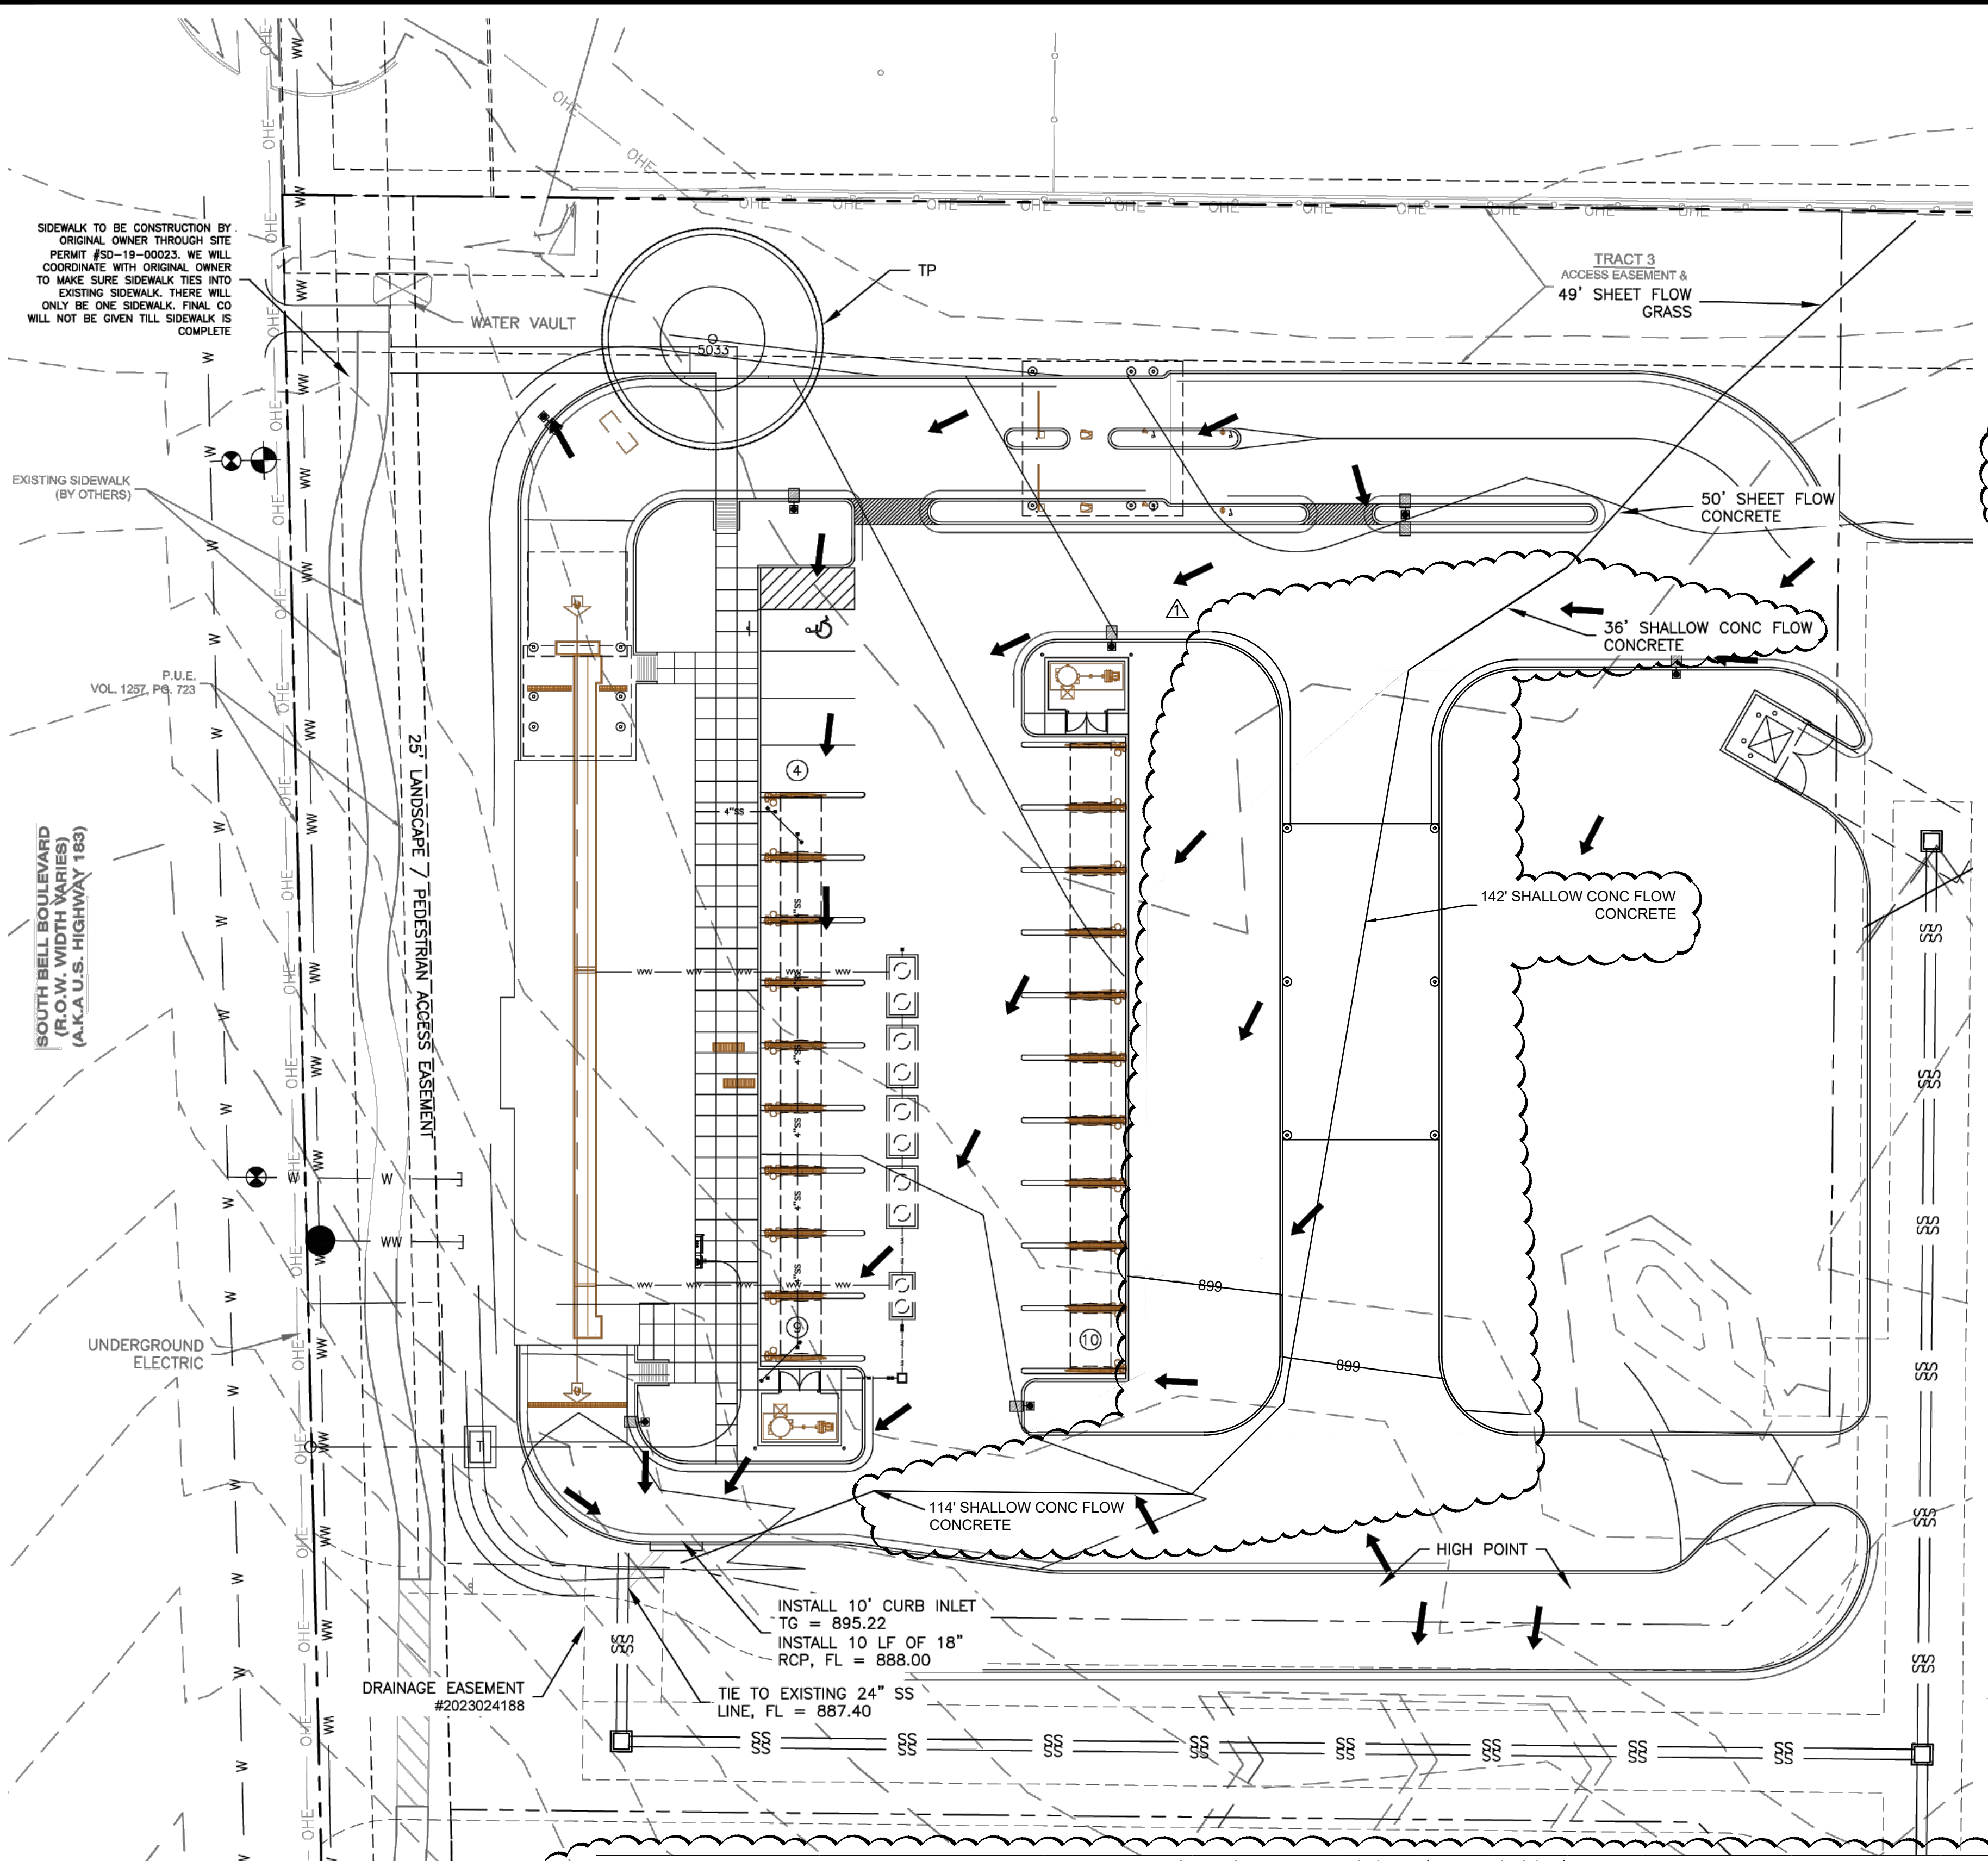 SIDEWALK TO BE CONSTRUCTION BY
ORIGINAL OWNER THROUGH SITE
PERMIT #SD-19-00023. WE WILL
COORDINATE WITH ORIGINAL OWNER
TO MAKE SURE SIDEWALK TIES INTO
EXISTING SIDEWALK. THERE WILL
ONLY BE ONE SIDEWALK. FINAL CO
WILL NOT BE GIVEN TILL SIDEWALK IS
COMPLETE
WATER VAULT
TP
5033
TRACT 3
ACCESS EASEMENT &
49' SHEET FLOW
GRASS
EXISTING SIDEWALK
(BY OTHERS)
50' SHEET FLOW
CONCRETE
1
36' SHALLOW CONC FLOW
CONCRETE
P.U.E.
VOL. 1257, PG. 723
25' LANDSCAPE / PEDESTRIAN ACCESS EASEMENT
SOUTH BELL BOULEVARD
(R.O.W. WIDTH VARIES)
(A.K.A U.S. HIGHWAY 183)
4
4"SS
142' SHALLOW CONC FLOW
CONCRETE
W
WW
OHE
SS
899
899
9
10
UNDERGROUND
ELECTRIC
T
114' SHALLOW CONC FLOW
CONCRETE
HIGH POINT
INSTALL 10' CURB INLET
TG = 895.22
INSTALL 10 LF OF 18"
RCP, FL = 888.00
DRAINAGE EASEMENT
#2023024188
TIE TO EXISTING 24" SS
LINE, FL = 887.40